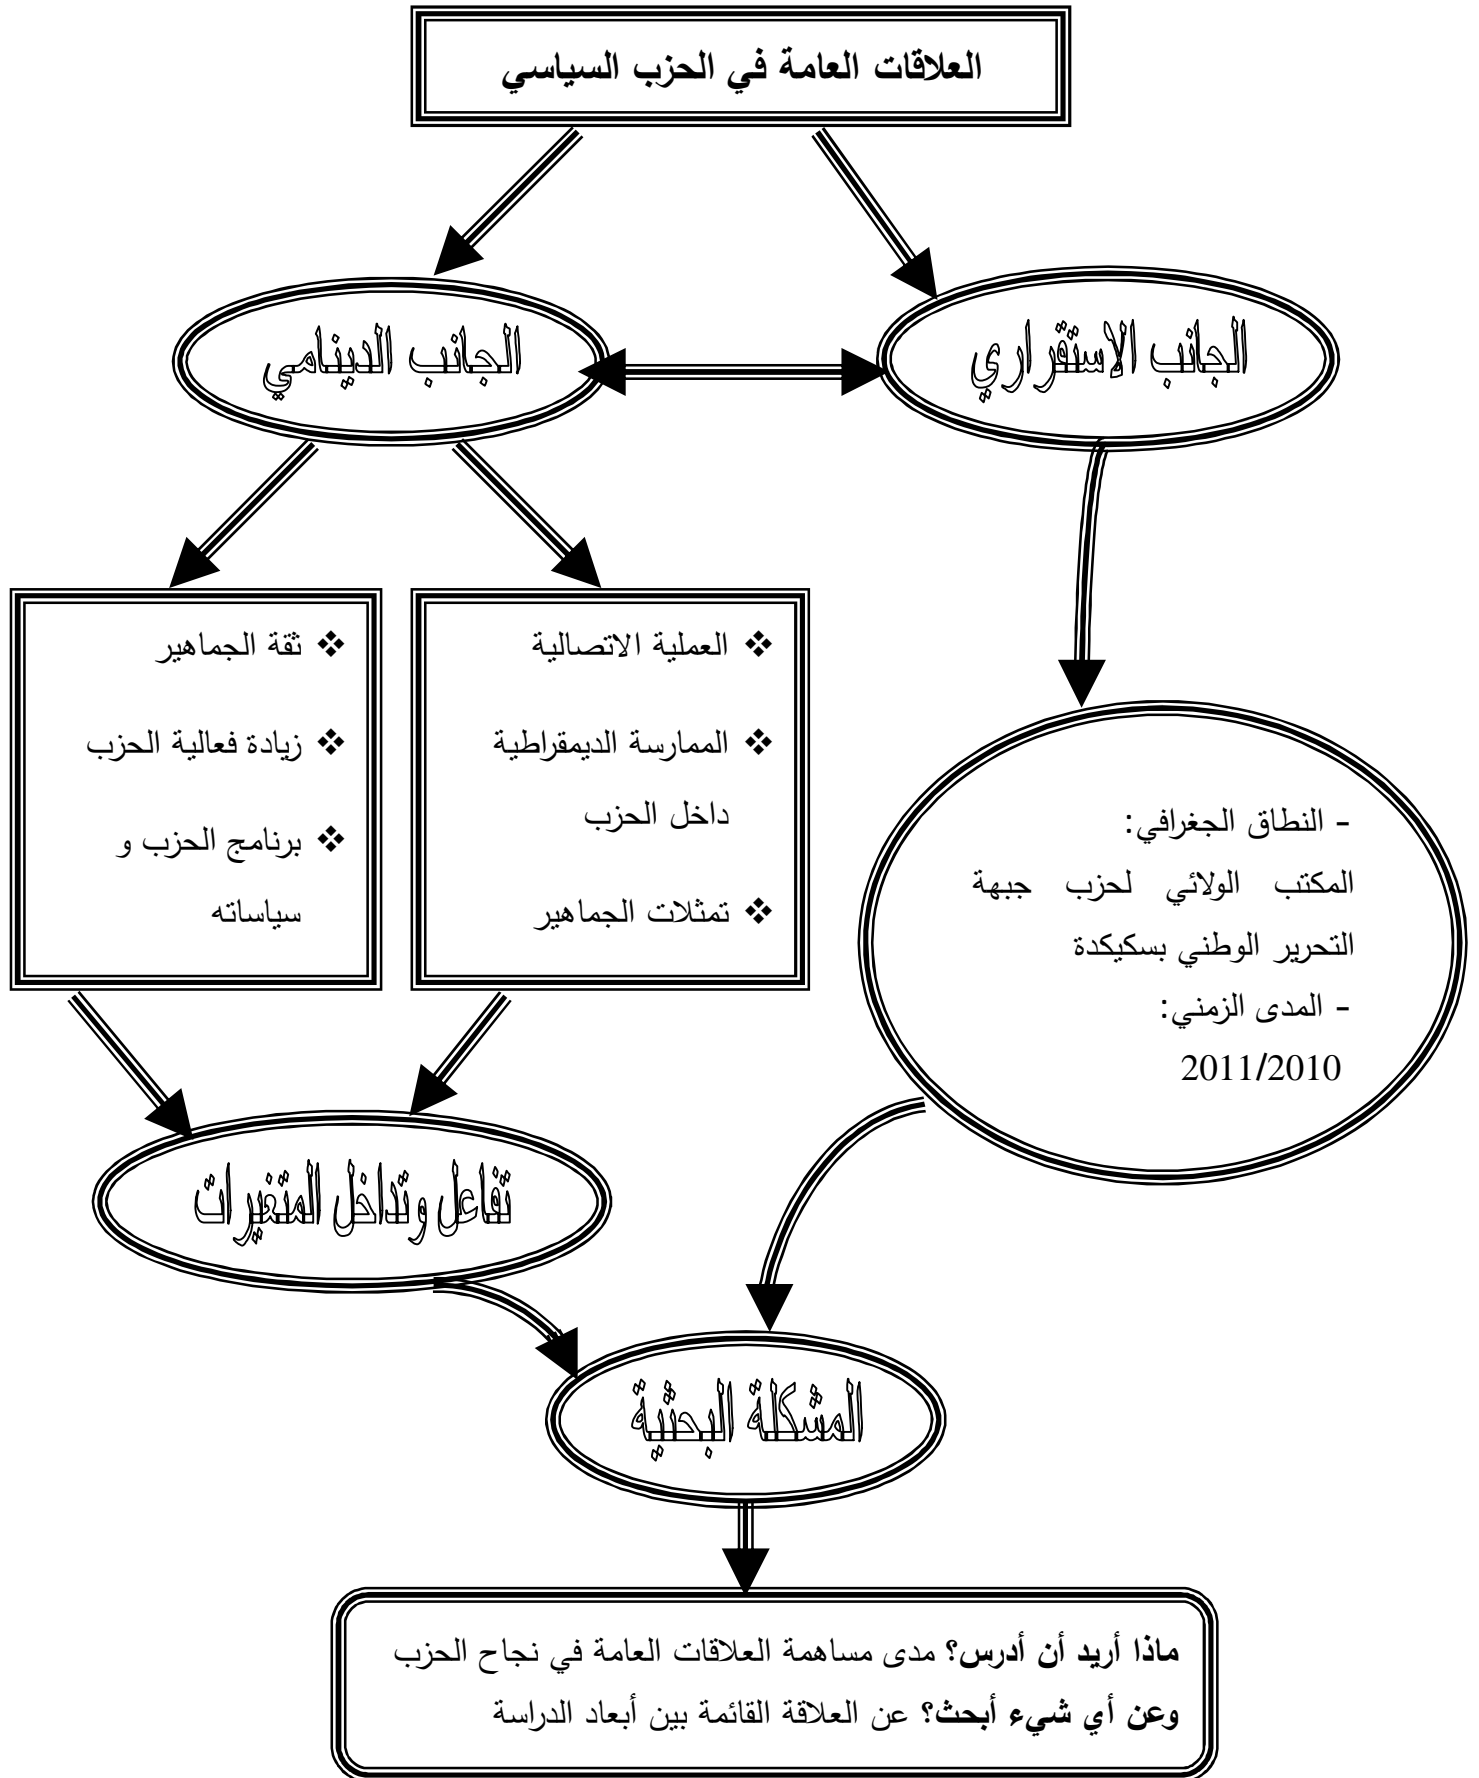 العلاقات العامة في الحزب السياسي
الجانب الاستقراري
الجانب الدينامي
❖ العملية الاتصالية
❖ الممارسة الديمقراطية
داخل الحزب
❖ تمثلات الجماهير
❖ ثقة الجماهير
❖ زيادة فعالية الحزب
❖ برنامج الحزب و
سياساته
- النطاق الجغرافي:
المكتب الولائي لحزب جبهة
التحرير الوطني بسكيكدة
- المدى الزمني:
2011/2010
تفاعل وتداخل المتغيرات
المشكلة البحثية
ماذا أريد أن أدرس؟ مدى مساهمة العلاقات العامة في نجاح الحزب
وعن أي شيء أبحث؟ عن العلاقة القائمة بين أبعاد الدراسة